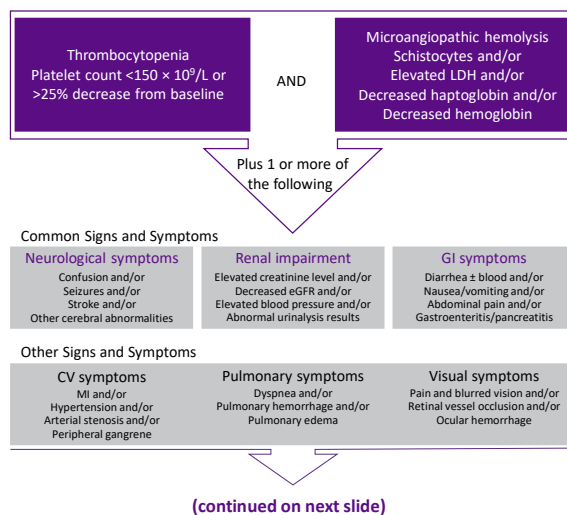 Thrombocytopenia
Platelet count <150 × 10⁹/L or
>25% decrease from baseline
AND
Microangiopathic hemolysis
Schistocytes and/or
Elevated LDH and/or
Decreased haptoglobin and/or
Decreased hemoglobin
Plus 1 or more of
the following
Common Signs and Symptoms
Neurological symptoms
Confusion and/or
Seizures and/or
Stroke and/or
Other cerebral abnormalities
Renal impairment
Elevated creatinine level and/or
Decreased eGFR and/or
Elevated blood pressure and/or
Abnormal urinalysis results
GI symptoms
Diarrhea ± blood and/or
Nausea/vomiting and/or
Abdominal pain and/or
Gastroenteritis/pancreatitis
Other Signs and Symptoms
CV symptoms
MI and/or
Hypertension and/or
Arterial stenosis and/or
Peripheral gangrene
Pulmonary symptoms
Dyspnea and/or
Pulmonary hemorrhage and/or
Pulmonary edema
Visual symptoms
Pain and blurred vision and/or
Retinal vessel occlusion and/or
Ocular hemorrhage
(continued on next slide)